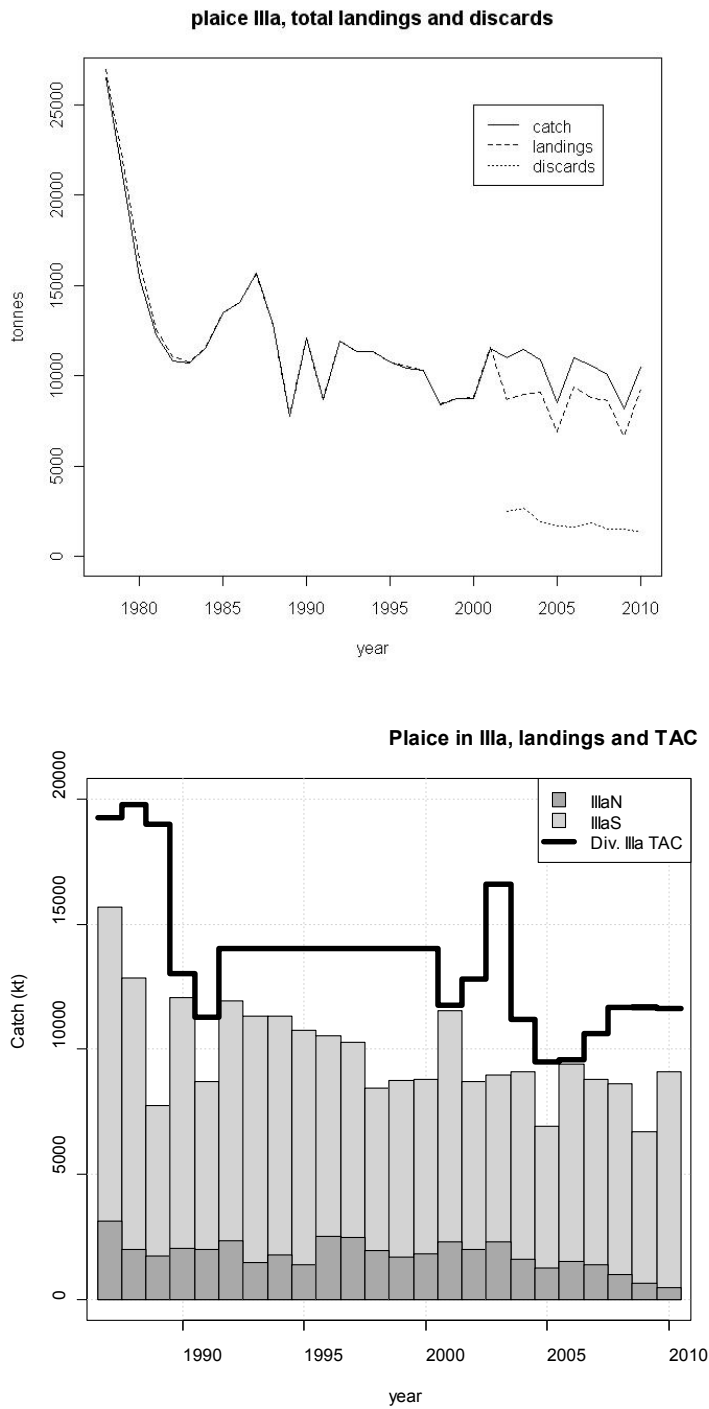 plaice IIIa, total landings and discards
25000
20000
15000
10000
5000
0
tonnes
catch
landings
discards
1980
1985
1990
1995
2000
2005
2010
year
Plaice in IIIa, landings and TAC
20000
15000
10000
5000
0
Catch (kt)
IIIaN
IIIaS
Div. IIIa TAC
1990
1995
2000
2005
2010
year